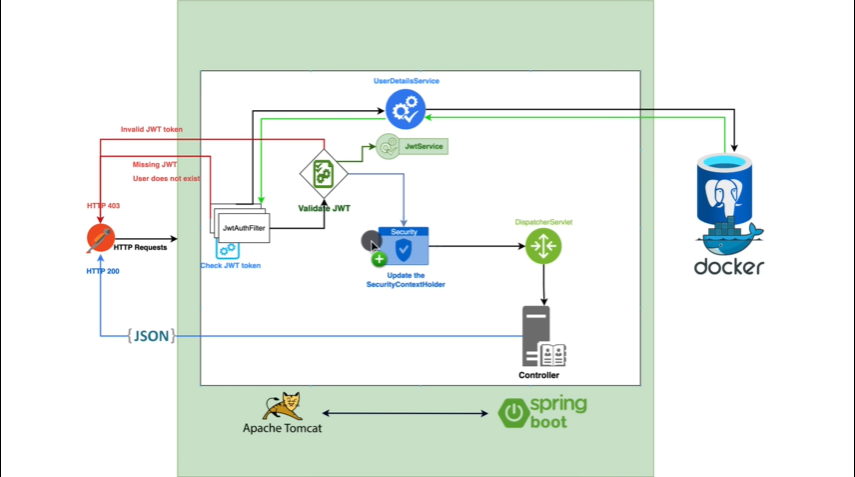 UserDetailsService
Invalid JWT token
JwtService
Missing JWT
User does not exist
HTTP 403
Validate JWT
JwtAuthFilter
Security
DispatcherServlet
HTTP Requests
Check JWT token
HTTP 200
Update the
SecurityContextHolder
docker
{JSON}
Controller
Apache Tomcat
spring
boot